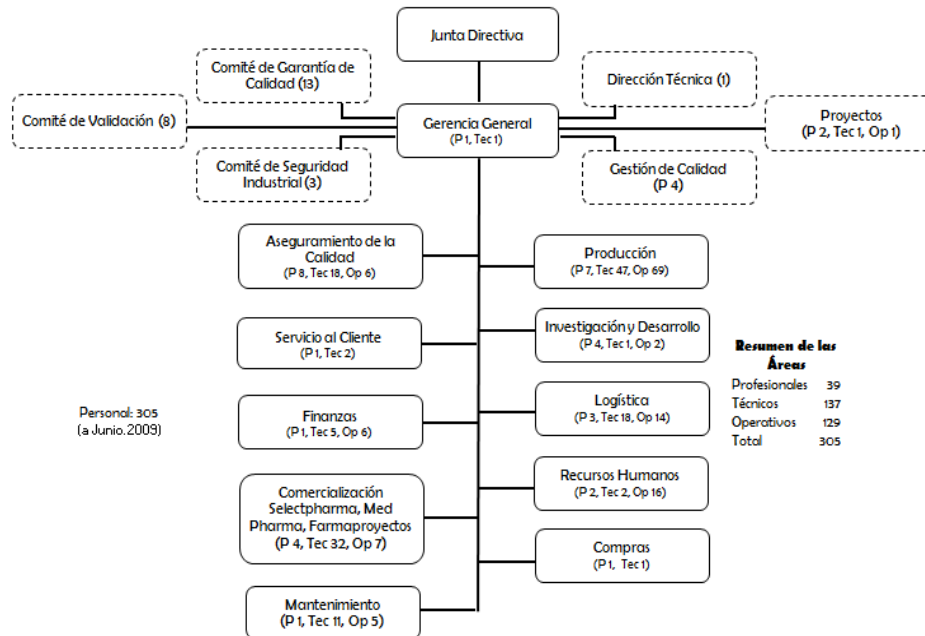 Junta Directiva
Comité de Garantía de
Calidad (13)
Dirección Técnica (1)
Comité de Validación (8)
Gerencia General
(P 1, Tec 1)
Proyectos
(P 2, Tec 1, Op 1)
Comité de Seguridad
Industrial (3)
Gestión de Calidad
(P 4)
Aseguramiento de la
Calidad
(P 8, Tec 18, Op 6)
Producción
(P 7, Tec 47, Op 69)
Servicio al Cliente
(P 1, Tec 2)
Investigación y Desarrollo
(P 4, Tec 1, Op 2)
Resumen de las
Áreas
Profesionales 39
Técnicos 137
Operativos 129
Total 305
Personal: 305
(a Junio.2009)
Finanzas
(P 1, Tec 5, Op 6)
Logística
(P 3, Tec 18, Op 14)
Comercialización
Selectpharma, Med
Pharma, Farmaproyectos
(P 4, Tec 32, Op 7)
Recursos Humanos
(P 2, Tec 2, Op 16)
Compras
(P 1, Tec 1)
Mantenimiento
(P 1, Tec 11, Op 5)